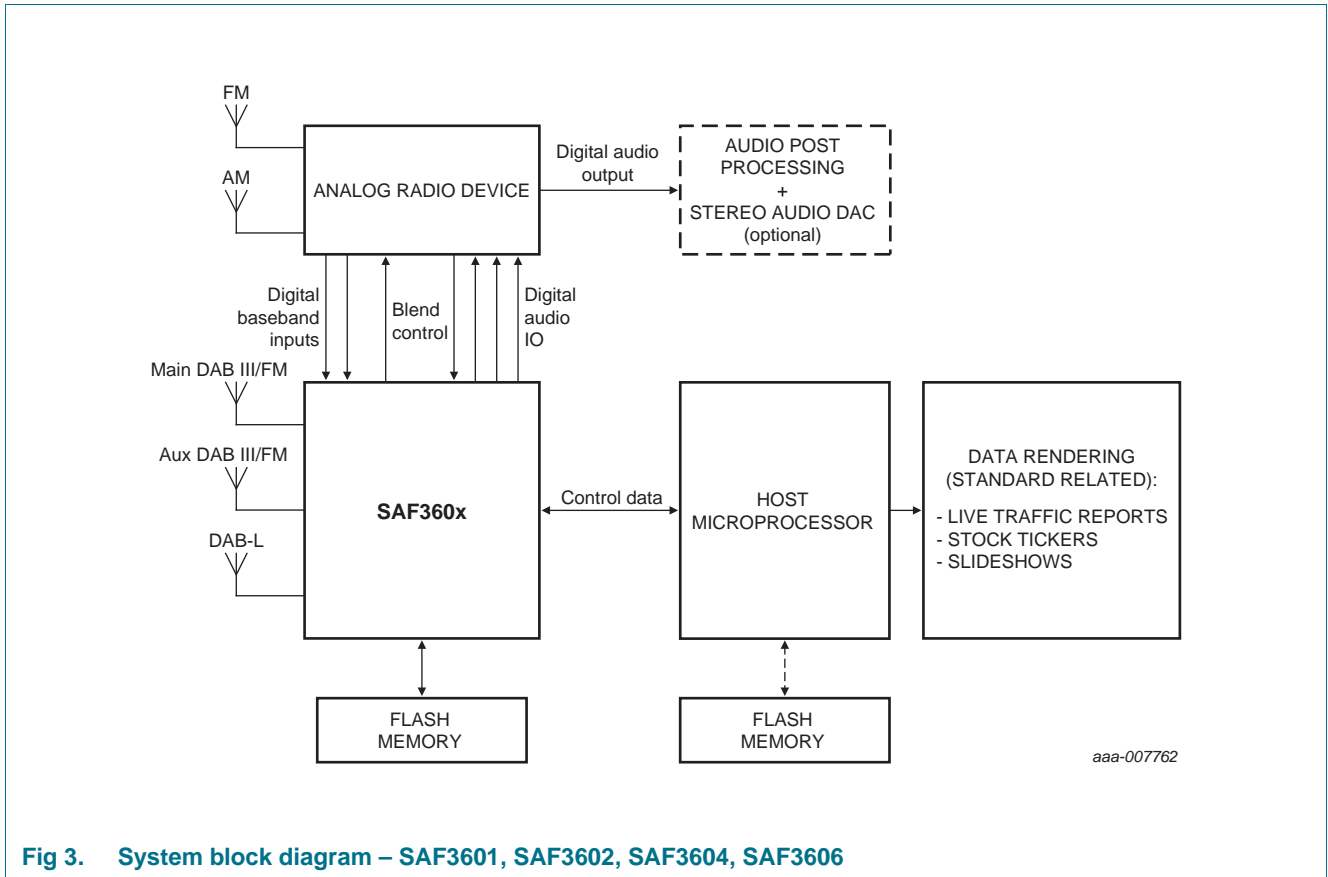 FM
AM
ANALOG RADIO DEVICE
Digital audio
output
AUDIO POST
PROCESSING
+
STEREO AUDIO DAC
(optional)
Digital
baseband
inputs
Blend
control
Digital
audio
IO
Main DAB III/FM
Aux DAB III/FM
DAB-L
SAF360x
Control data
HOST
MICROPROCESSOR
DATA RENDERING
(STANDARD RELATED):
- LIVE TRAFFIC REPORTS
- STOCK TICKERS
- SLIDESHOWS
FLASH
MEMORY
FLASH
MEMORY
aaa-007762
Fig 3. System block diagram – SAF3601, SAF3602, SAF3604, SAF3606